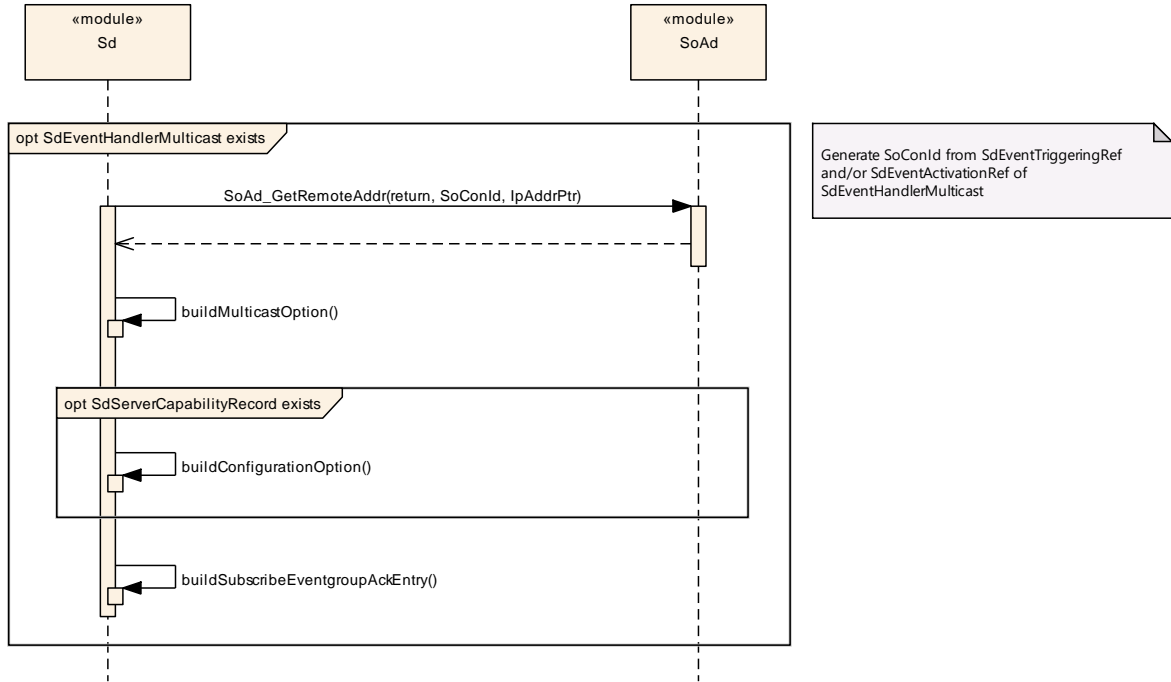 «module»
Sd
«module»
SoAd
opt SdEventHandlerMulticast exists
Generate SoConId from SdEventTriggeringRef
and/or SdEventActivationRef of
SdEventHandlerMulticast
SoAd_GetRemoteAddr(return, SoConId, IpAddrPtr)
buildMulticastOption()
opt SdServerCapabilityRecord exists
buildConfigurationOption()
buildSubscribeEventgroupAckEntry()